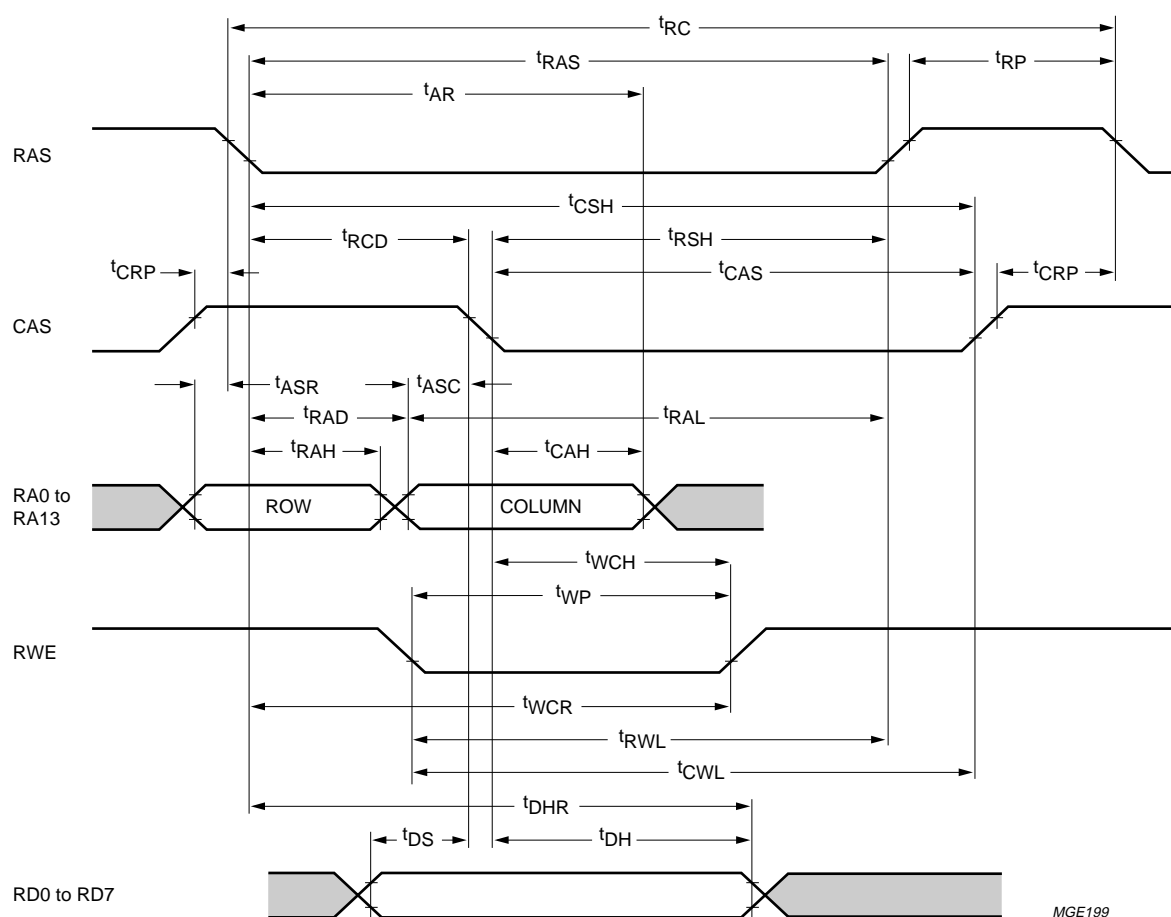 tRC
tRAS
tRP
tAR
RAS
tCSH
tRCD
tRSH
tCRP
tCAS
tCRP
CAS
tASR
tASC
tRAD
tRAL
tRAH
tCAH
RA0 to
RA13
ROW
COLUMN
tWCH
tWP
RWE
tWCR
tRWL
tCWL
tDHR
tDS
tDH
RD0 to RD7
MGE199